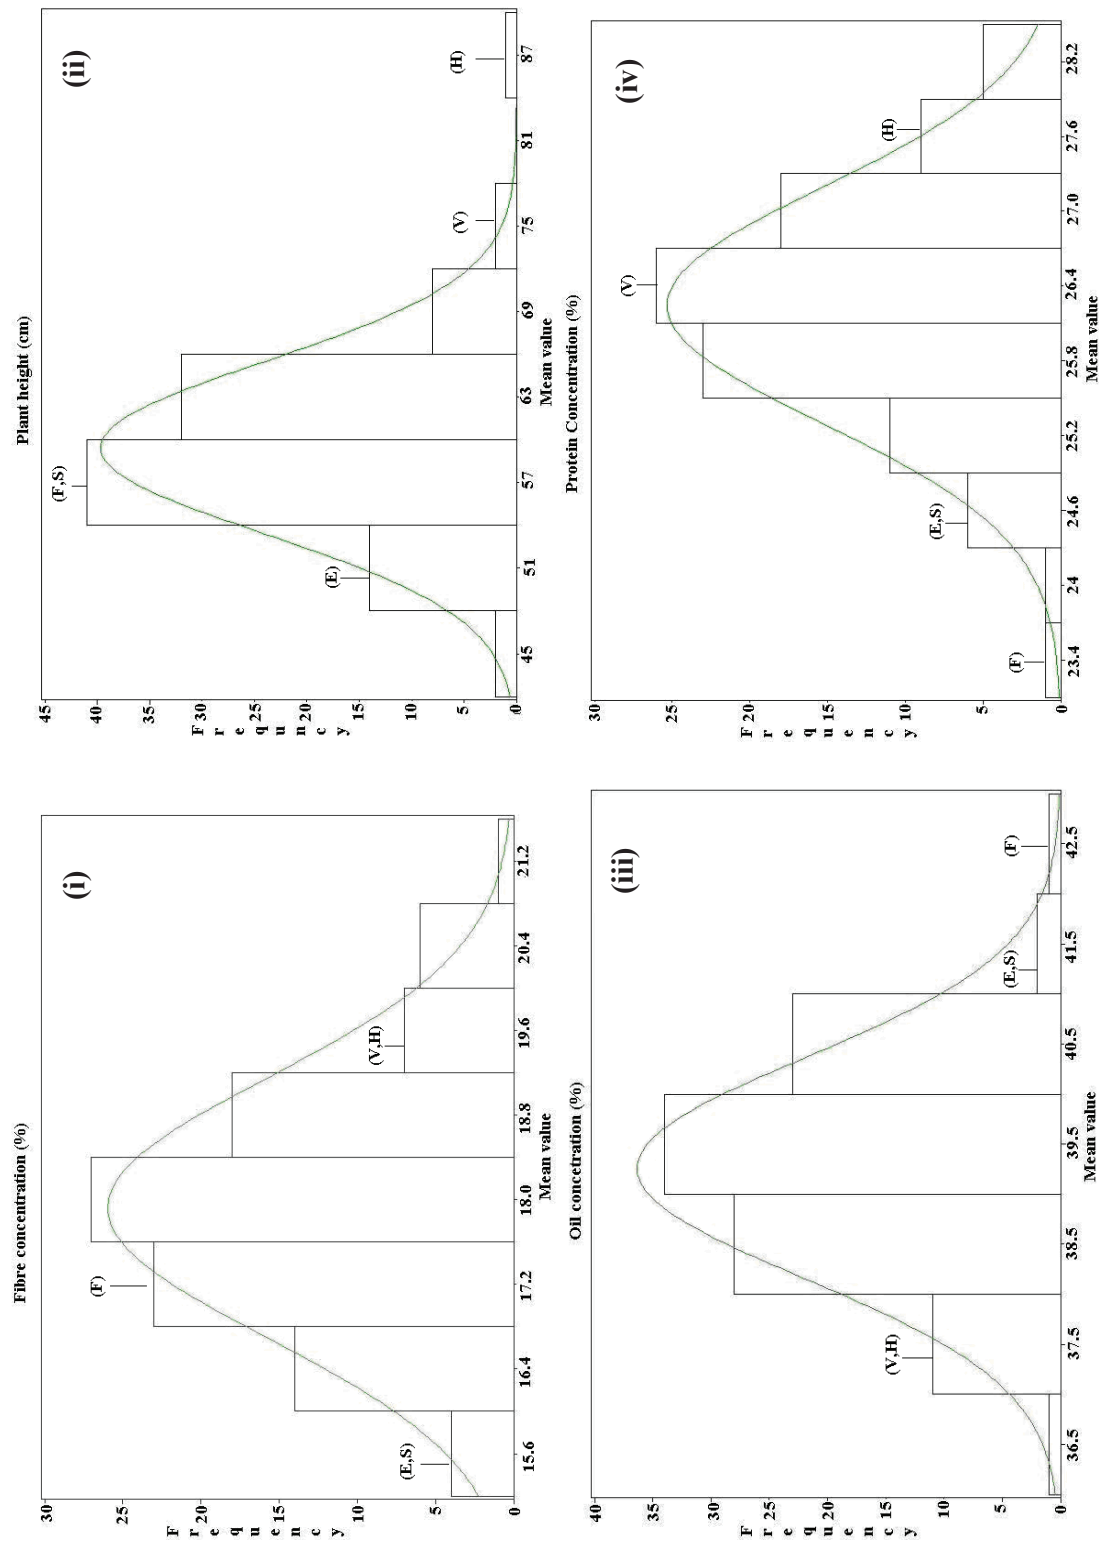 Fibre concentration (%)
(i)
30
25
20
15
10
5
0
F r e q u e n c y
(E,S)
(F)
(V,H)
15.6 16.4 17.2 18.0 18.8 19.6 20.4 21.2
Mean value
Plant height (cm)
(ii)
45
40
35
30
25
20
15
10
5
0
F r e q u n c y
(E)
(F,S)
(V)
(H)
45 51 57 63 69 75 81 87
Mean value
Oil concetration (%)
(iii)
40
35
30
25
20
15
10
5
0
F r e q u e n c y
(V,H)
(E,S)
(F)
36.5 37.5 38.5 39.5 40.5 41.5 42.5
Mean value
Protein Concentration (%)
(iv)
30
25
20
15
10
5
0
F r e q u e n c y
(F)
(E,S)
(V)
(H)
23.4 24 24.6 25.2 25.8 26.4 27.0 27.6 28.2
Mean value